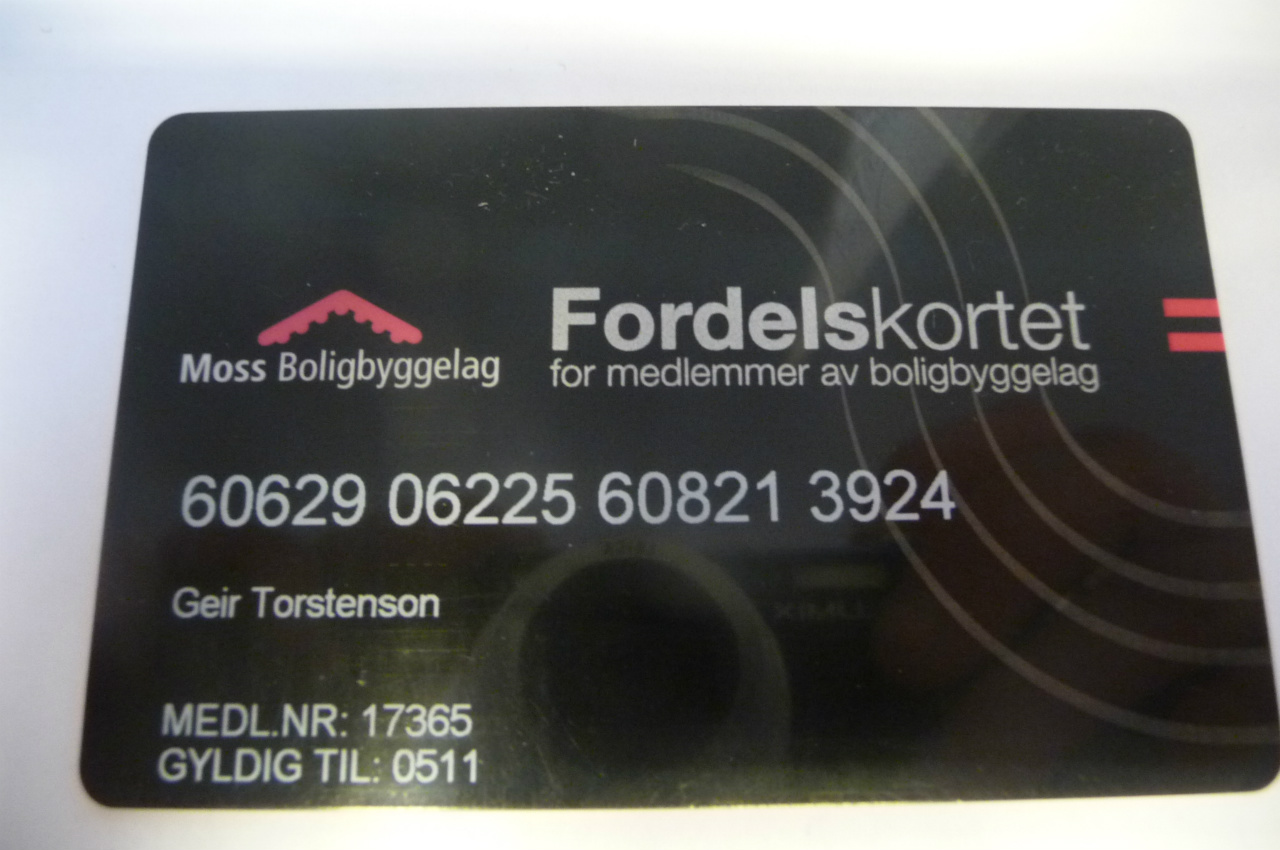 Moss Boligbyggelag
Fordelskortet
for medlemmer av boligbyggelag
60629 06225 60821 3924
Geir Torstenson
MEDL.NR: 17365
GYLDIG TIL: 0511